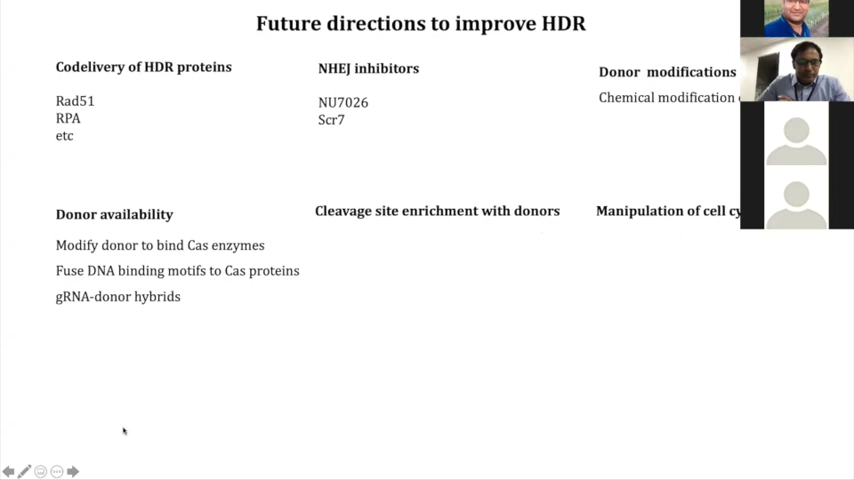 Future directions to improve HDR
Codelivery of HDR proteins
Rad51
RPA
etc
NHEJ inhibitors
NU7026
Scr7
Donor modifications
Chemical modification
Donor availability
Modify donor to bind Cas enzymes
Fuse DNA binding motifs to Cas proteins
gRNA-donor hybrids
Cleavage site enrichment with donors
Manipulation of cell